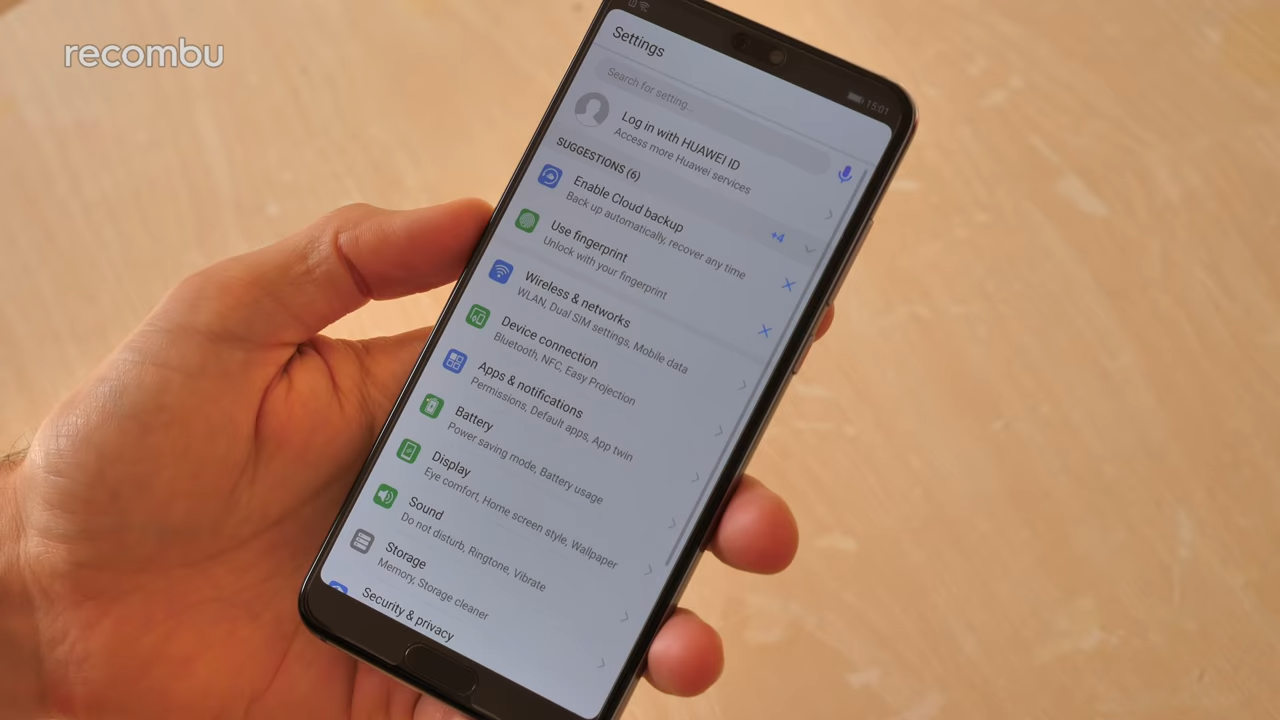 recombu
15:01
Settings
Search for setting...
Log in with HUAWEI ID
Access more Huawei services
SUGGESTIONS (6)
+4
Enable Cloud backup
Back up automatically, recover any time
Use fingerprint
Unlock with your fingerprint
Wireless & networks
WLAN, Dual SIM settings, Mobile data
Device connection
Bluetooth, NFC, Easy Projection
Apps & notifications
Permissions, Default apps, App twin
Battery
Power saving mode, Battery usage
Display
Eye comfort, Home screen style, Wallpaper
Sound
Do not disturb, Ringtone, Vibrate
Storage
Memory, Storage cleaner
Security & privacy